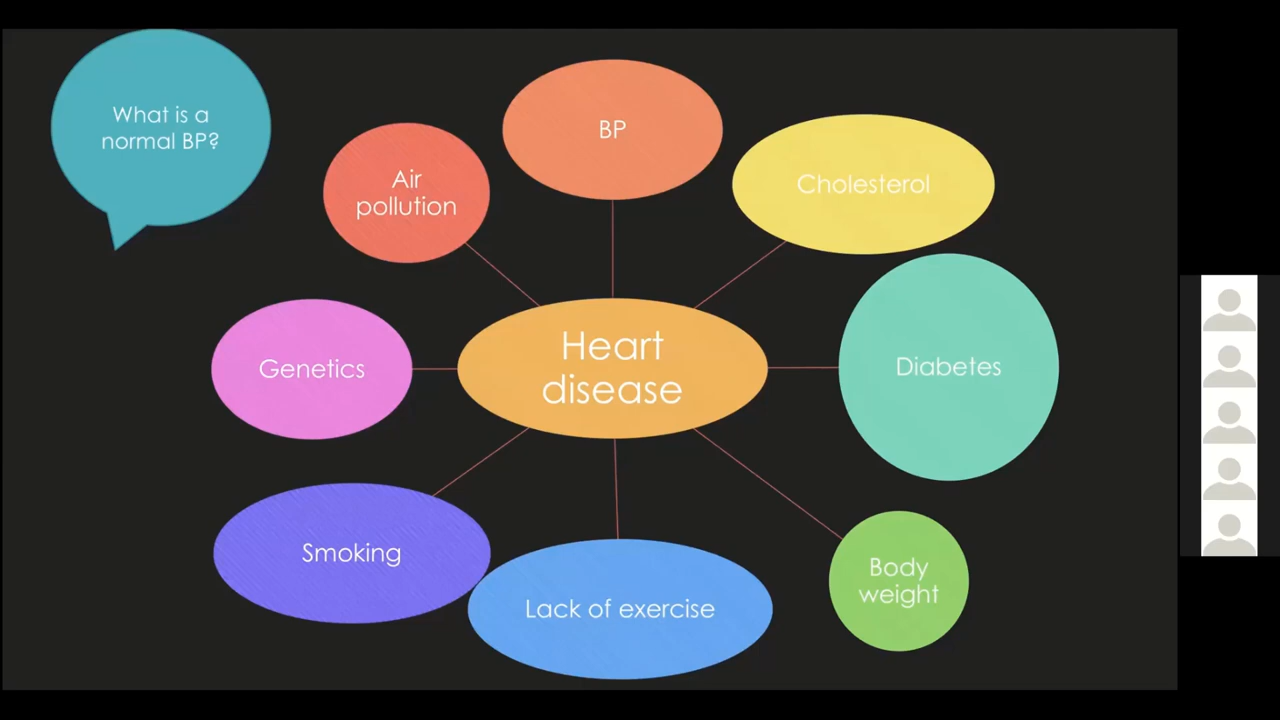 What is a
normal BP?
BP
Air
pollution
Cholesterol
Heart
disease
Genetics
Diabetes
Smoking
Lack of exercise
Body
weight